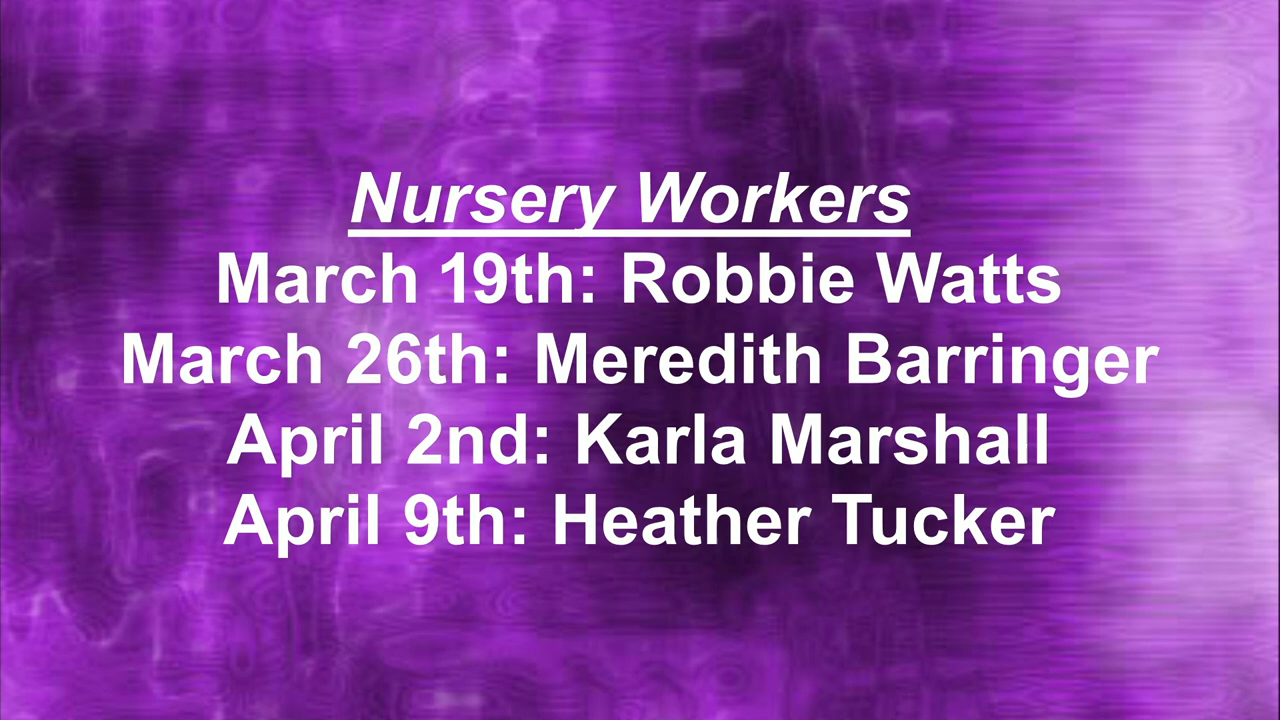 Nursery Workers
March 19th: Robbie Watts
March 26th: Meredith Barringer
April 2nd: Karla Marshall
April 9th: Heather Tucker